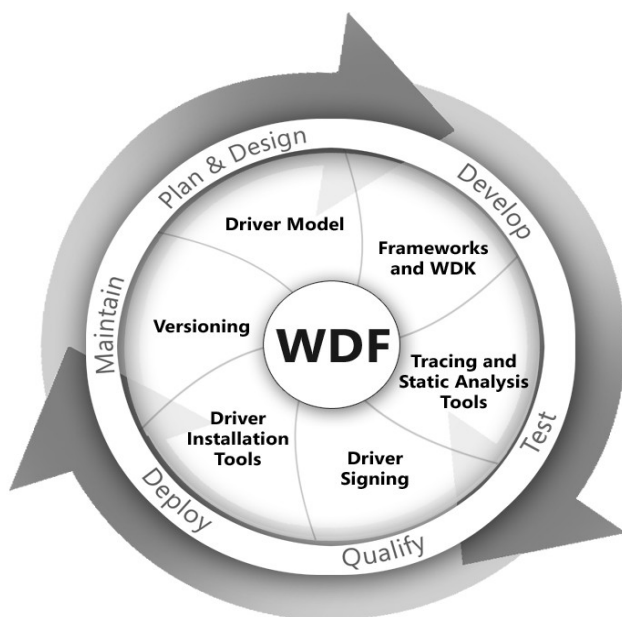 Plan & Design
Develop
Test
Qualify
Deploy
Maintain
Driver Model
Frameworks
and WDK
Tracing and
Static Analysis
Tools
Driver
Signing
Driver
Installation
Tools
Versioning
WDF